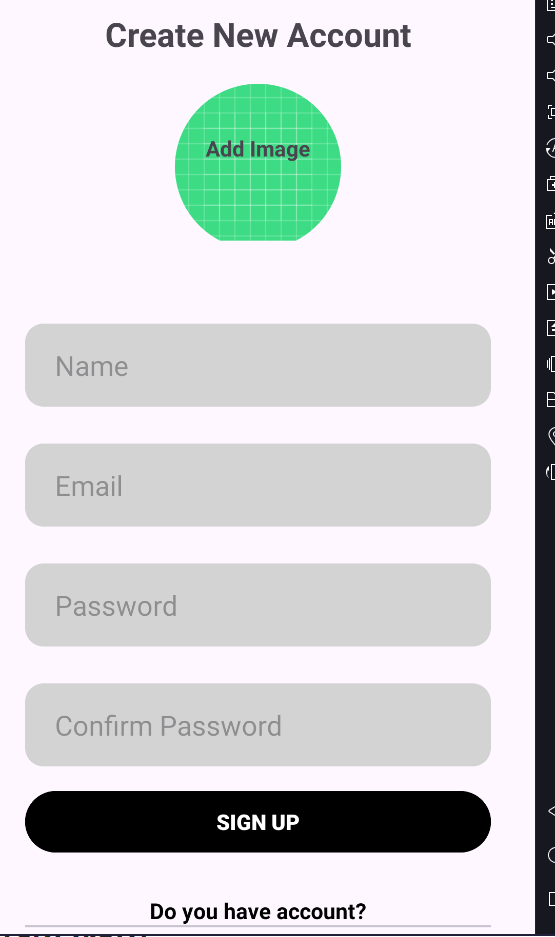 Create New Account
Add Image
Name
Email
Password
Confirm Password
SIGN UP
Do you have account?